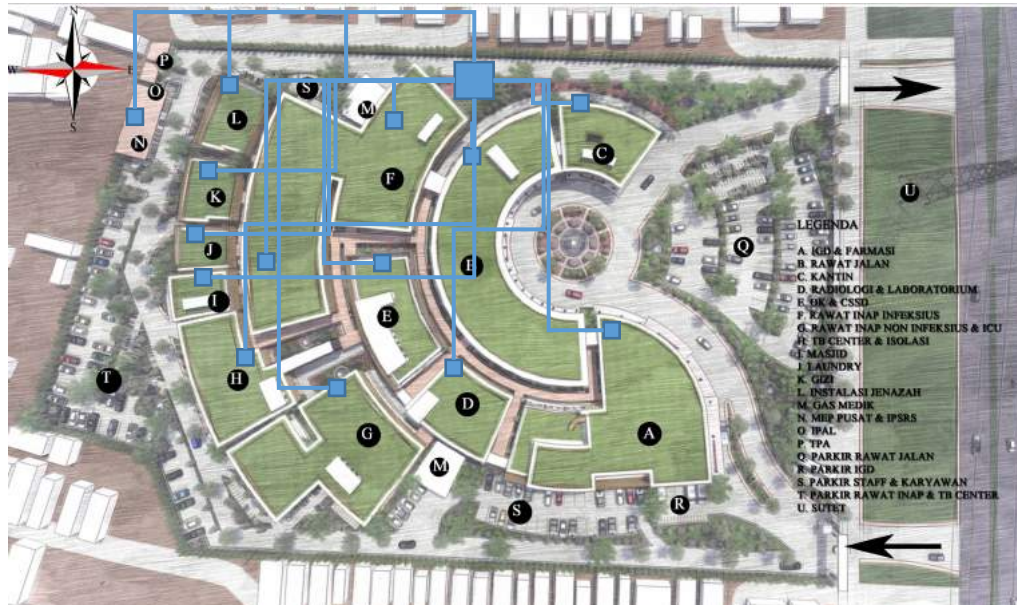 N
W
E
S
P
O
N
L
S
M
K
F
C
J
B
I
E
H
T
G
D
A
M
S
R
Q
U
LEGENDA
A. IGD & FARMASI
B. RAWAT JALAN
C. KANTIN
D. RADIOLOGI & LABORATORIUM
E. OK & CSSD
F. RAWAT INAP INFEKSIUS
G. RAWAT INAP NON INFEKSIUS & ICU
H. TB CENTER & ISOLASI
I. MASJID
J. LAUNDRY
K. GIZI
L. INSTALASI JENAZAH
M. GAS MEDIK
N. MEP PUSAT & IPSRS
O. IPAL
P. TPA
Q. PARKIR RAWAT JALAN
R. PARKIR IGD
S. PARKIR STAFF & KARYAWAN
T. PARKIR RAWAT INAP & TB CENTER
U. SUTET